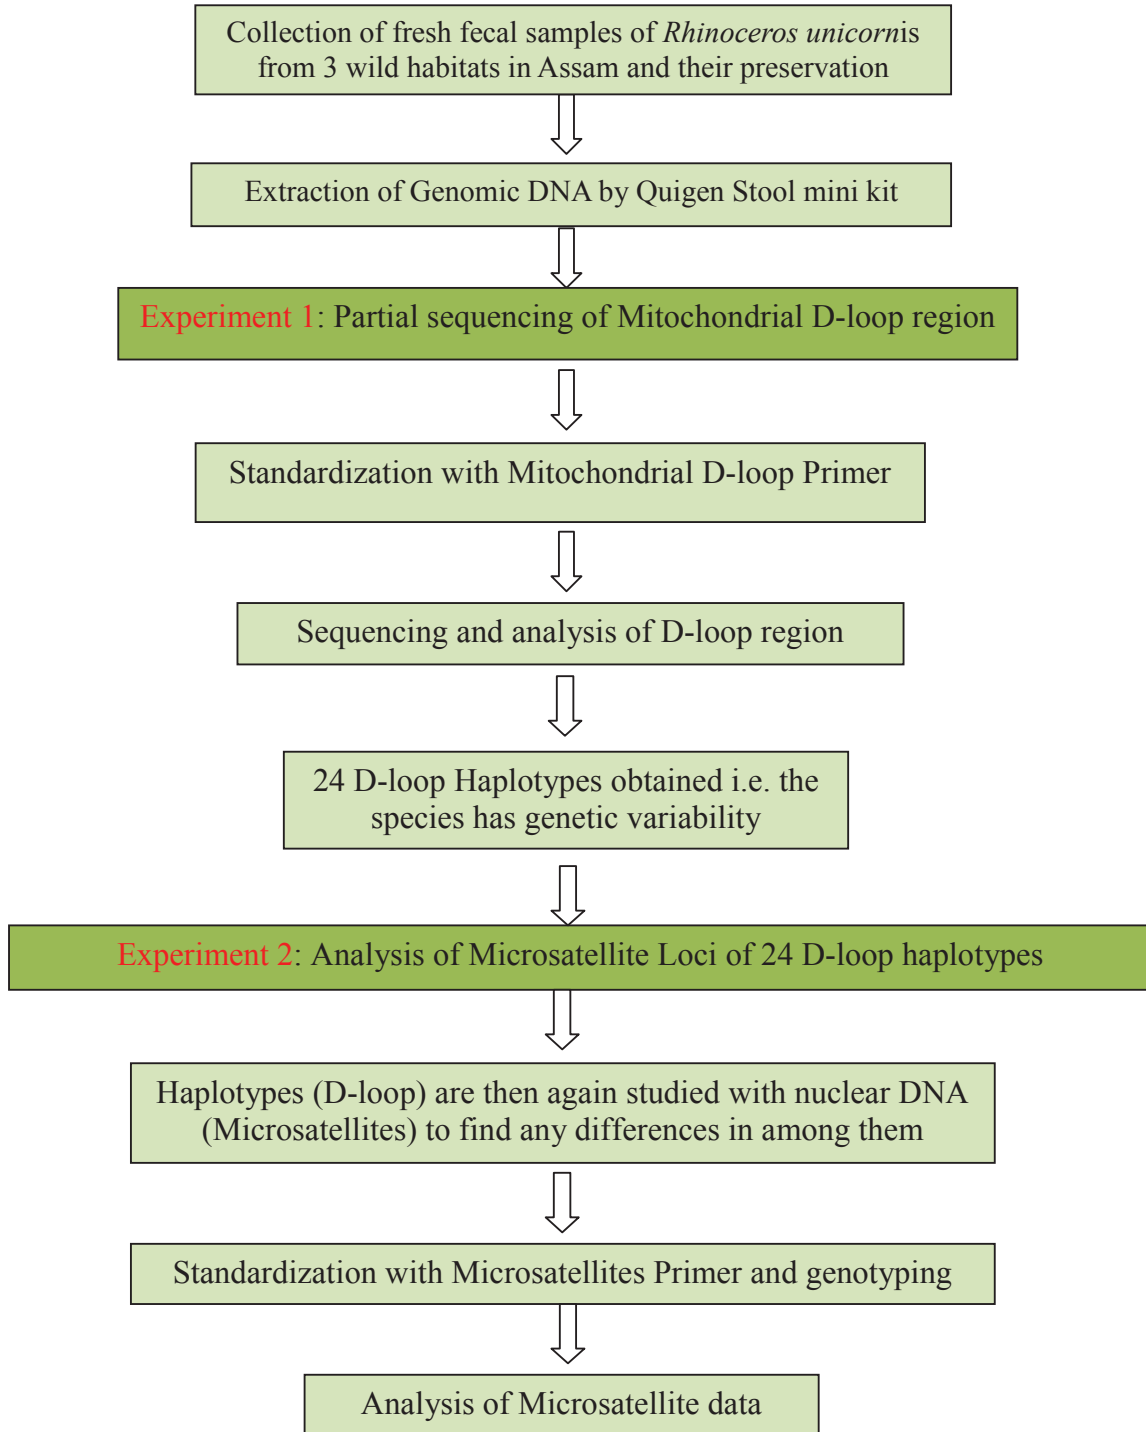 Collection of fresh fecal samples of Rhinoceros unicornis
from 3 wild habitats in Assam and their preservation
Extraction of Genomic DNA by Quigen Stool mini kit
Experiment 1: Partial sequencing of Mitochondrial D-loop region
Standardization with Mitochondrial D-loop Primer
Sequencing and analysis of D-loop region
24 D-loop Haplotypes obtained i.e. the
species has genetic variability
Experiment 2: Analysis of Microsatellite Loci of 24 D-loop haplotypes
Haplotypes (D-loop) are then again studied with nuclear DNA
(Microsatellites) to find any differences in among them
Standardization with Microsatellites Primer and genotyping
Analysis of Microsatellite data